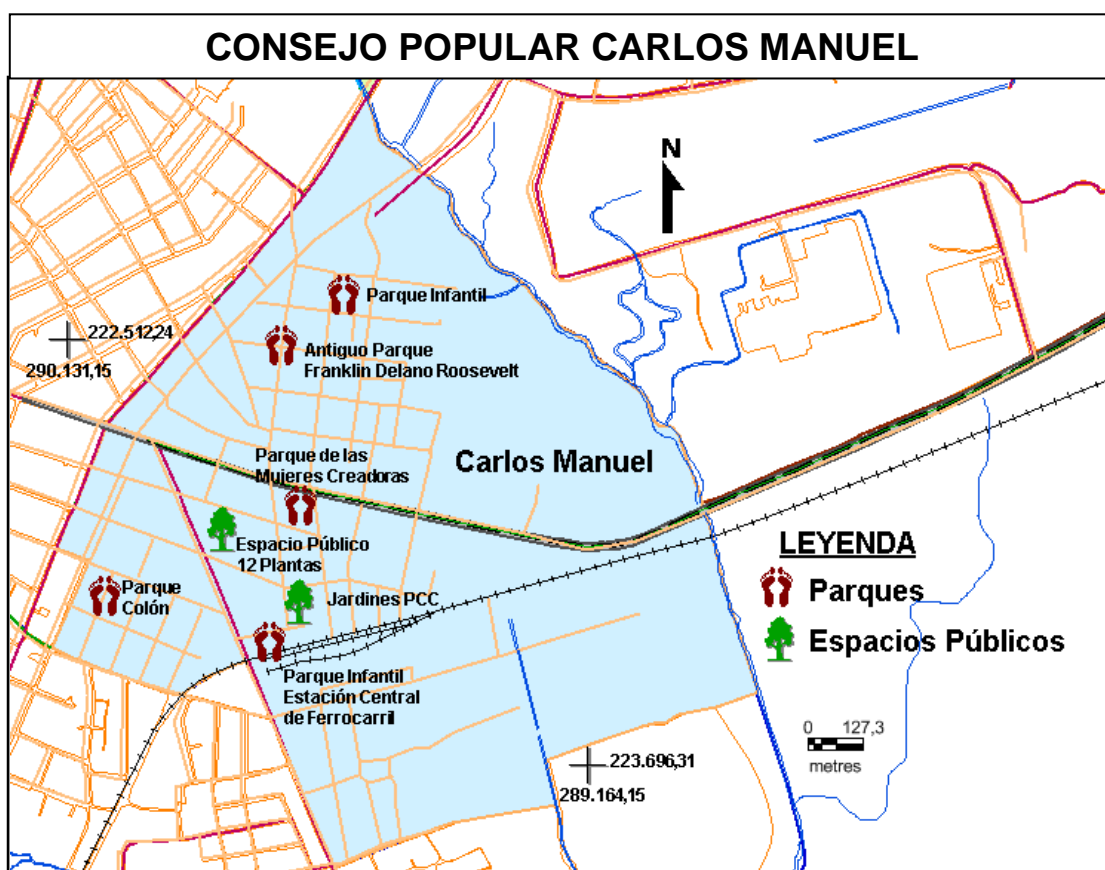 CONSEJO POPULAR CARLOS MANUEL
N
Parque Infantil
222.512,24
290.131,15
Antiguo Parque
Franklin Delano Roosevelt
Parque de las
Mujeres Creadoras
Carlos Manuel
Espacio Público
12 Plantas
LEYENDA
Parque
Colón
Jardines PCC
Parques
Espacios Públicos
Parque Infantil
Estación Central
de Ferrocarril
0 127,3
metres
223.696,31
289.164,15